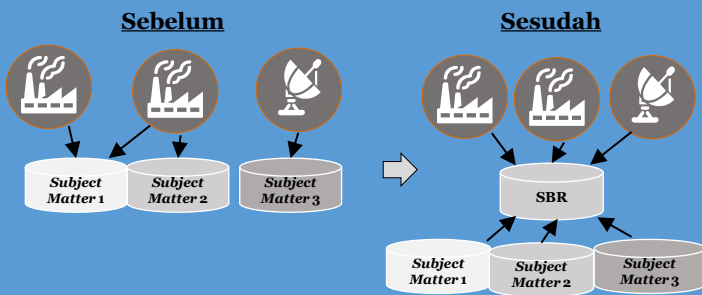 Sebelum
Sesudah
Subject
Matter 1
Subject
Matter 2
Subject
Matter 3
SBR
Subject
Matter 1
Subject
Matter 2
Subject
Matter 3